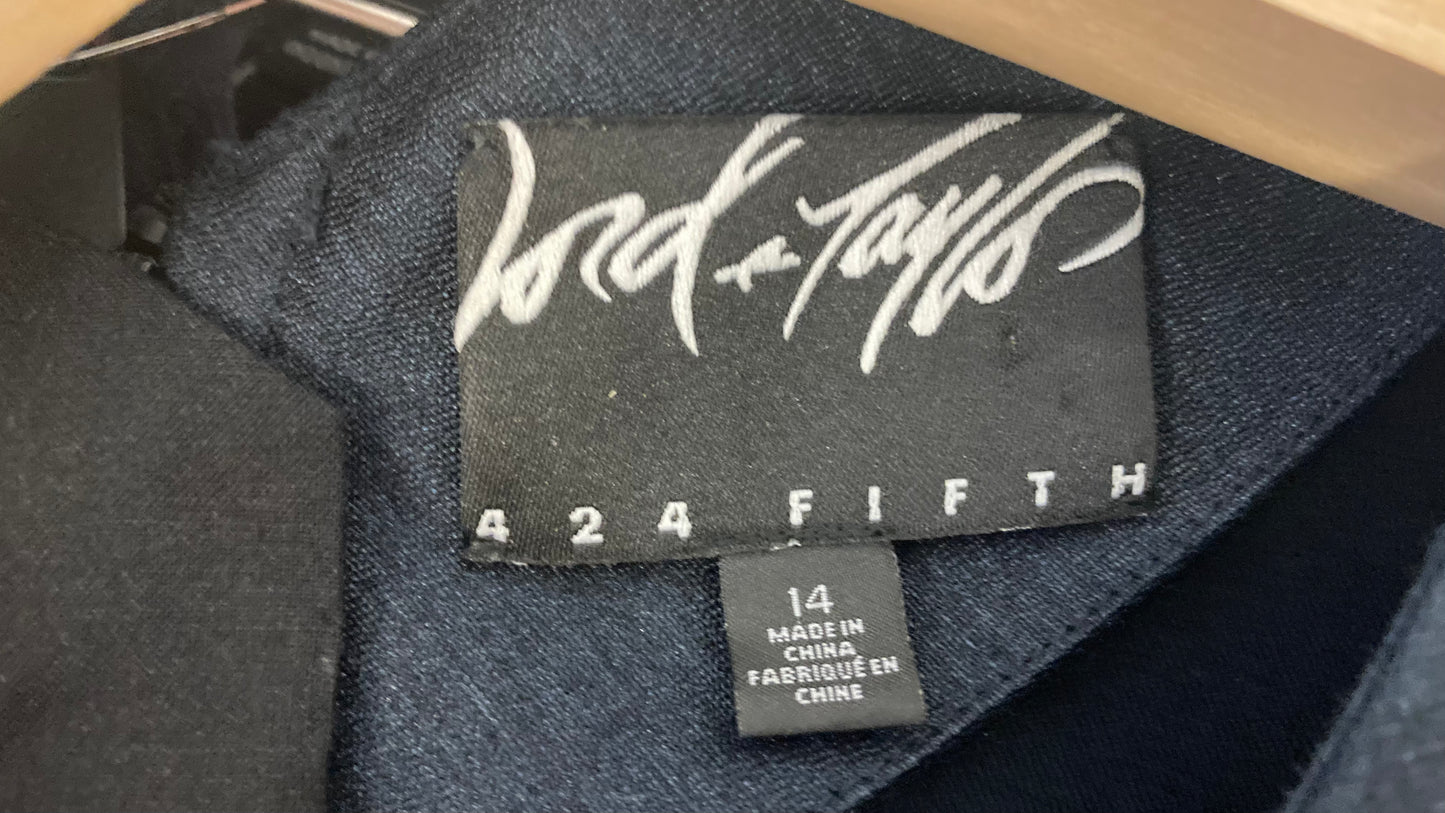 Lord & Taylor
424 FIFTH
14
MADE IN
CHINA
FABRIQUÉ EN
CHINE